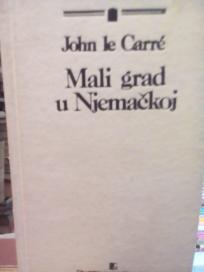 John le Carré
Mali grad
u Njemačkoj